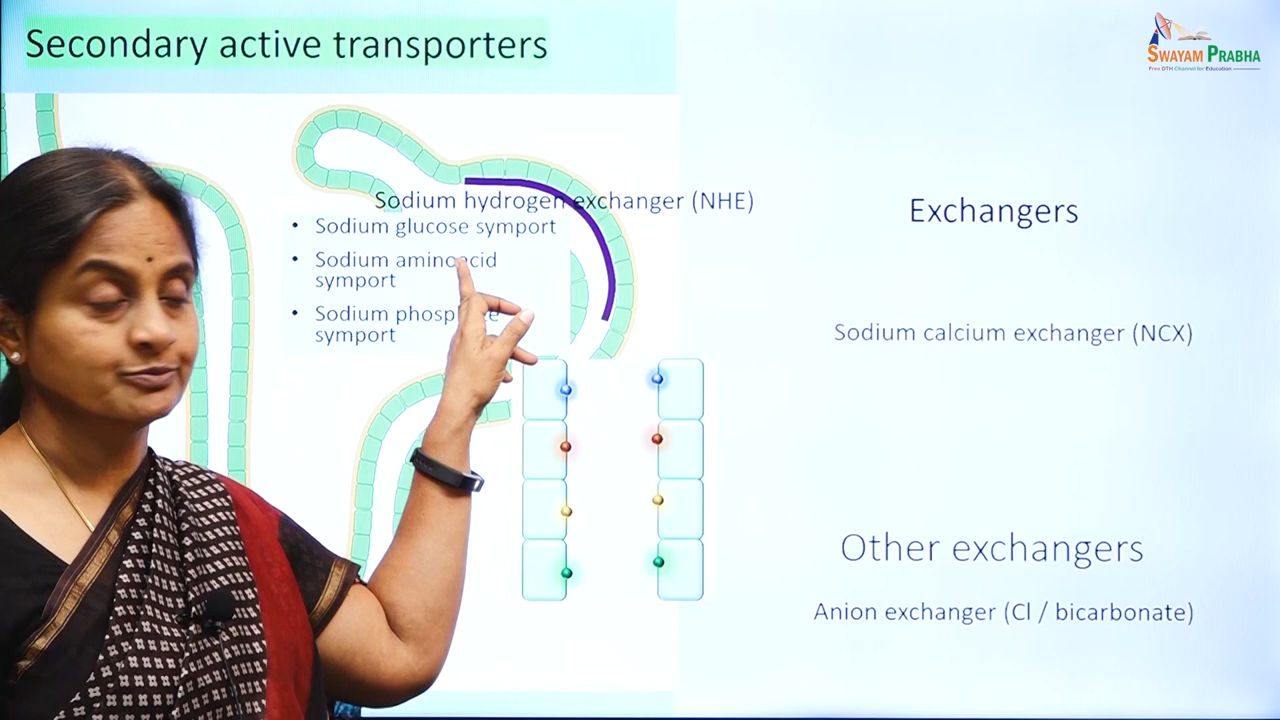 Secondary active transporters
SWAYAM PRABHA
Free DTH Channel for Education
Sodium hydrogen exchanger (NHE)
• Sodium glucose symport
• Sodium aminoacid
symport
• Sodium phosphate
symport
Exchangers
Sodium calcium exchanger (NCX)
Other exchangers
Anion exchanger (Cl / bicarbonate)